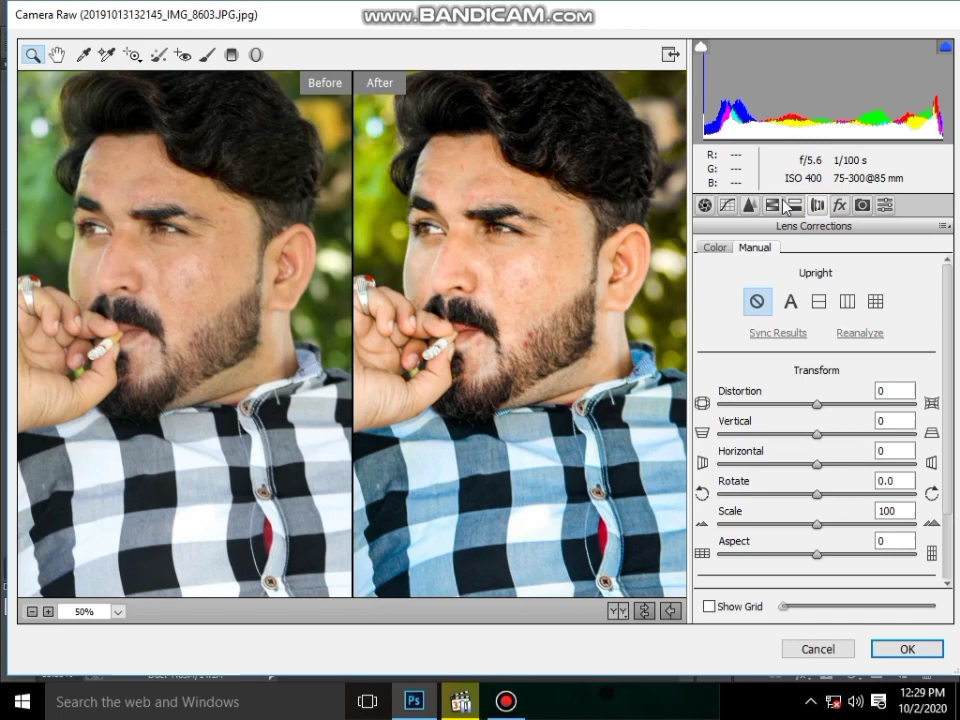 Camera Raw (20191013132145_IMG_8603.JPG.jpg)
www.BANDICAM.com
Before
After
R: ---
G: ---
B: ---
f/5.6 1/100 s
ISO 400 75-300@85 mm
fx
Lens Corrections
Color
Manual
Upright
A
Sync Results
Reanalyze
Transform
Distortion 0
Vertical 0
Horizontal 0
Rotate 0.0
Scale 100
Aspect 0
50%
Y Y
Show Grid
Cancel
OK
Search the web and Windows
Ps
12:29 PM
10/2/2020